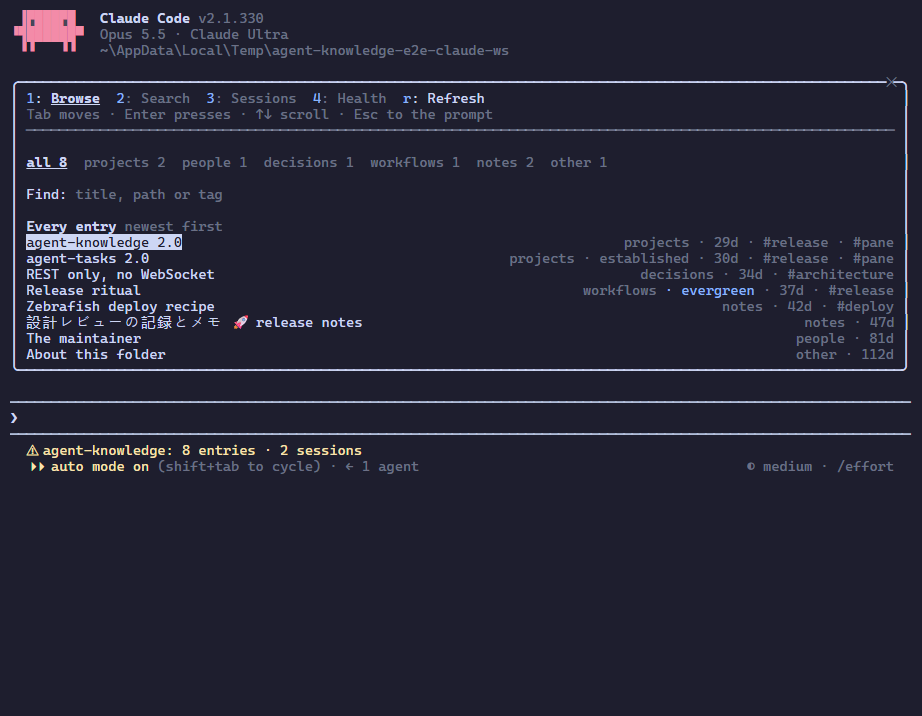 Claude Code v2.1.330
Opus 5.5 · Claude Ultra
~\AppData\Local\Temp\agent-knowledge-e2e-claude-ws
×
1: Browse 2: Search 3: Sessions 4: Health r: Refresh
Tab moves · Enter presses · ↑↓ scroll · Esc to the prompt
all 8 projects 2 people 1 decisions 1 workflows 1 notes 2 other 1
Find: title, path or tag
Every entry newest first
agent-knowledge 2.0 projects · 29d · #release · #pane
agent-tasks 2.0 projects · established · 30d · #release · #pane
REST only, no WebSocket decisions · 34d · #architecture
Release ritual workflows · evergreen · 37d · #release
Zebrafish deploy recipe notes · 42d · #deploy
設計レビューの記録とメモ 🚀 release notes notes · 47d
The maintainer people · 81d
About this folder other · 112d
❯
⚠ agent-knowledge: 8 entries · 2 sessions
⏵⏵ auto mode on (shift+tab to cycle) · ← 1 agent ◐ medium · /effort